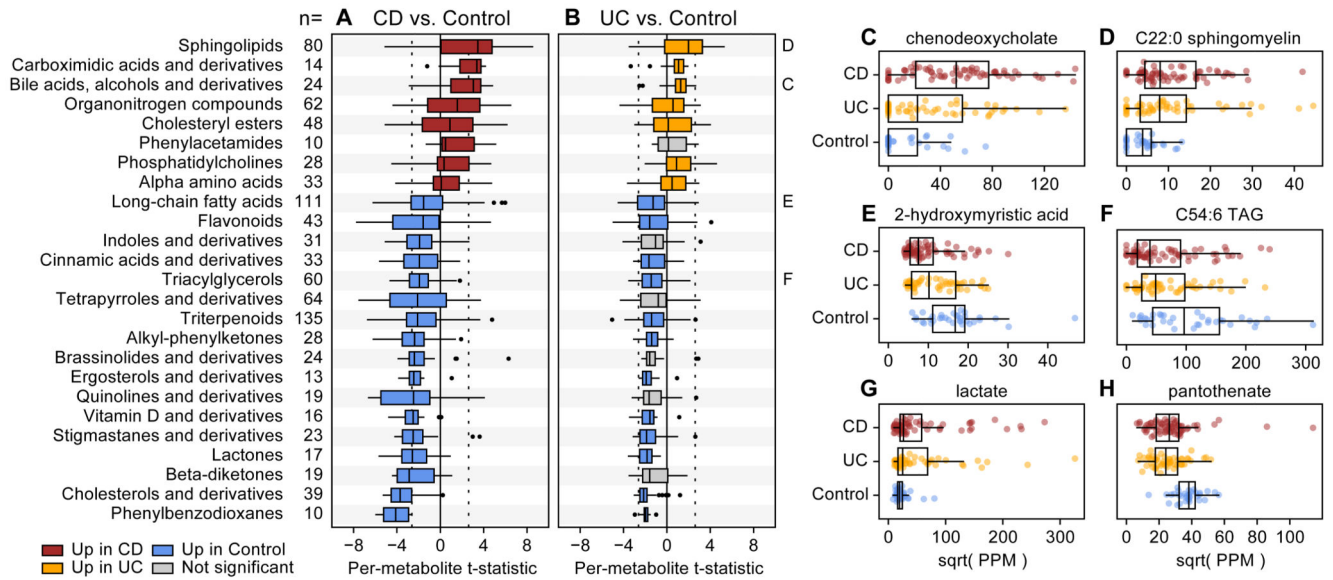 n= A CD vs. Control B UC vs. Control
Sphingolipids 80 D
Carboximidic acids and derivatives 14
Bile acids, alcohols and derivatives 24 C
Organonitrogen compounds 62
Cholesteryl esters 48
Phenylacetamides 10
Phosphatidylcholines 28
Alpha amino acids 33
Long-chain fatty acids 111 E
Flavonoids 43
Indoles and derivatives 31
Cinnamic acids and derivatives 33
Triacylglycerols 60 F
Tetrapyrroles and derivatives 64
Triterpenoids 135
Alkyl-phenylketones 28
Brassinolides and derivatives 24
Ergosterols and derivatives 13
Quinolines and derivatives 19
Vitamin D and derivatives 16
Stigmastanes and derivatives 23
Lactones 17
Beta-diketones 19
Cholesterols and derivatives 39
Phenylbenzodioxanes 10
−8 −4 0 4 8 −8 −4 0 4 8
Per-metabolite t-statistic Per-metabolite t-statistic
Up in CD Up in Control
Up in UC Not significant
C chenodeoxycholate D C22:0 sphingomyelin
CD
UC
Control
0 40 80 120 0 10 20 30 40
E 2-hydroxymyristic acid F C54:6 TAG
CD
UC
Control
0 10 20 30 40 0 100 200 300
G lactate H pantothenate
CD
UC
Control
0 100 200 300 0 20 40 60 80 100
sqrt( PPM ) sqrt( PPM )